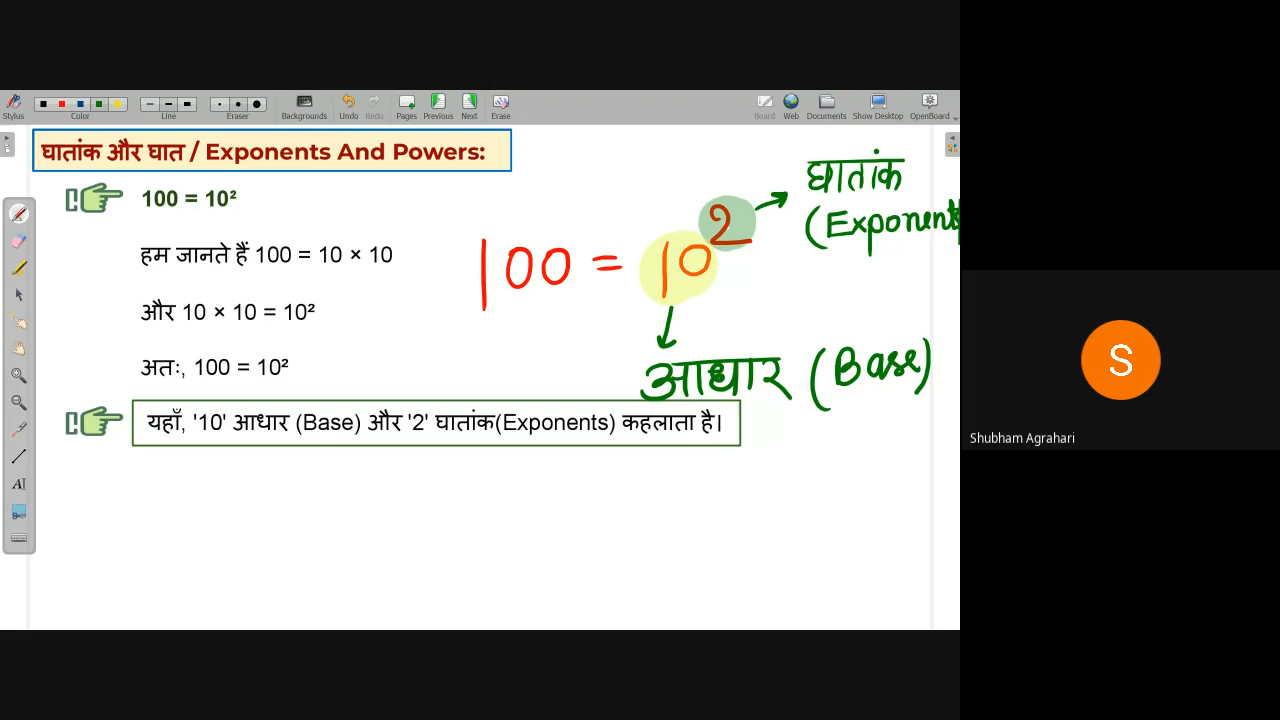 Stylus
Color
Line
Eraser
Backgrounds
Undo
Redo
Pages
Previous
Next
Erase
Board
Web
Documents
Show Desktop
OpenBoard
घातांक और घात / Exponents And Powers:
100 = 10²
हम जानते हैं 100 = 10 × 10
और 10 × 10 = 10²
अतः, 100 = 10²
यहाँ, '10' आधार (Base) और '2' घातांक(Exponents) कहलाता है।
100 = 10²
घातांक
(Exponents)
आधार (Base)
AI
S
Shubham Agrahari